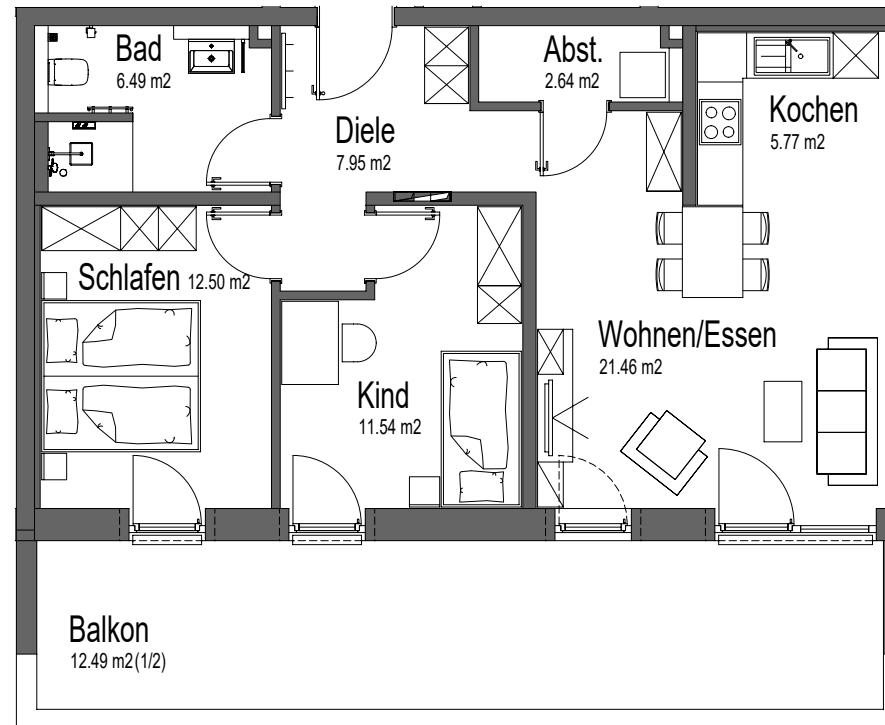 Bad
6.49 m2
Abst.
2.64 m2
Kochen
5.77 m2
Diele
7.95 m2
Schlafen 12.50 m2
Wohnen/Essen
21.46 m2
Kind
11.54 m2
Balkon
12.49 m2(1/2)